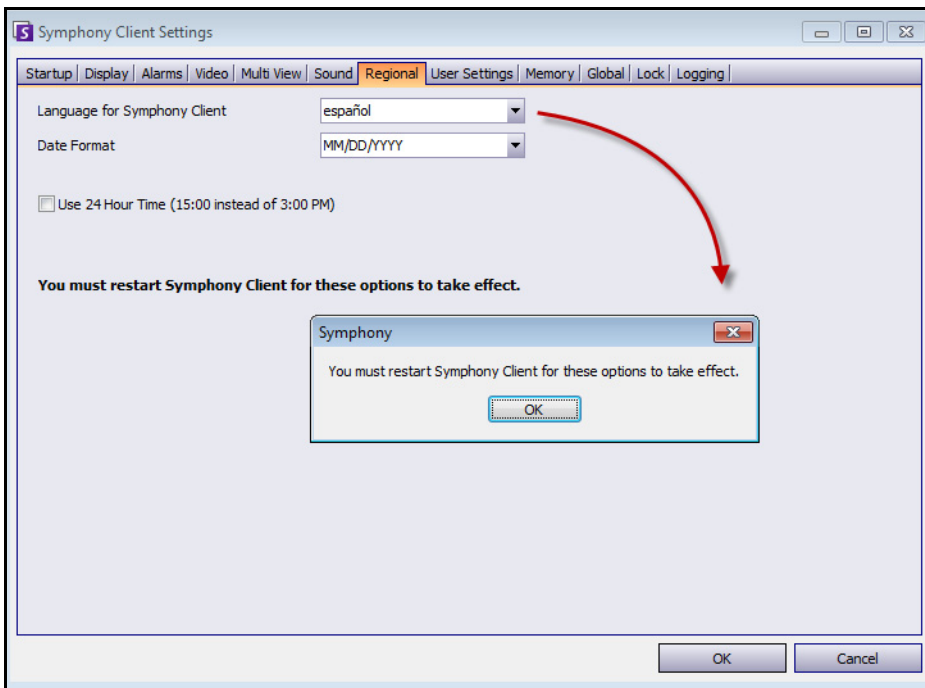 Symphony Client Settings
Startup Display Alarms Video Multi View Sound Regional User Settings Memory Global Lock Logging
Language for Symphony Client español
Date Format MM/DD/YYYY
Use 24 Hour Time (15:00 instead of 3:00 PM)
You must restart Symphony Client for these options to take effect.
Symphony
You must restart Symphony Client for these options to take effect.
OK
OK Cancel